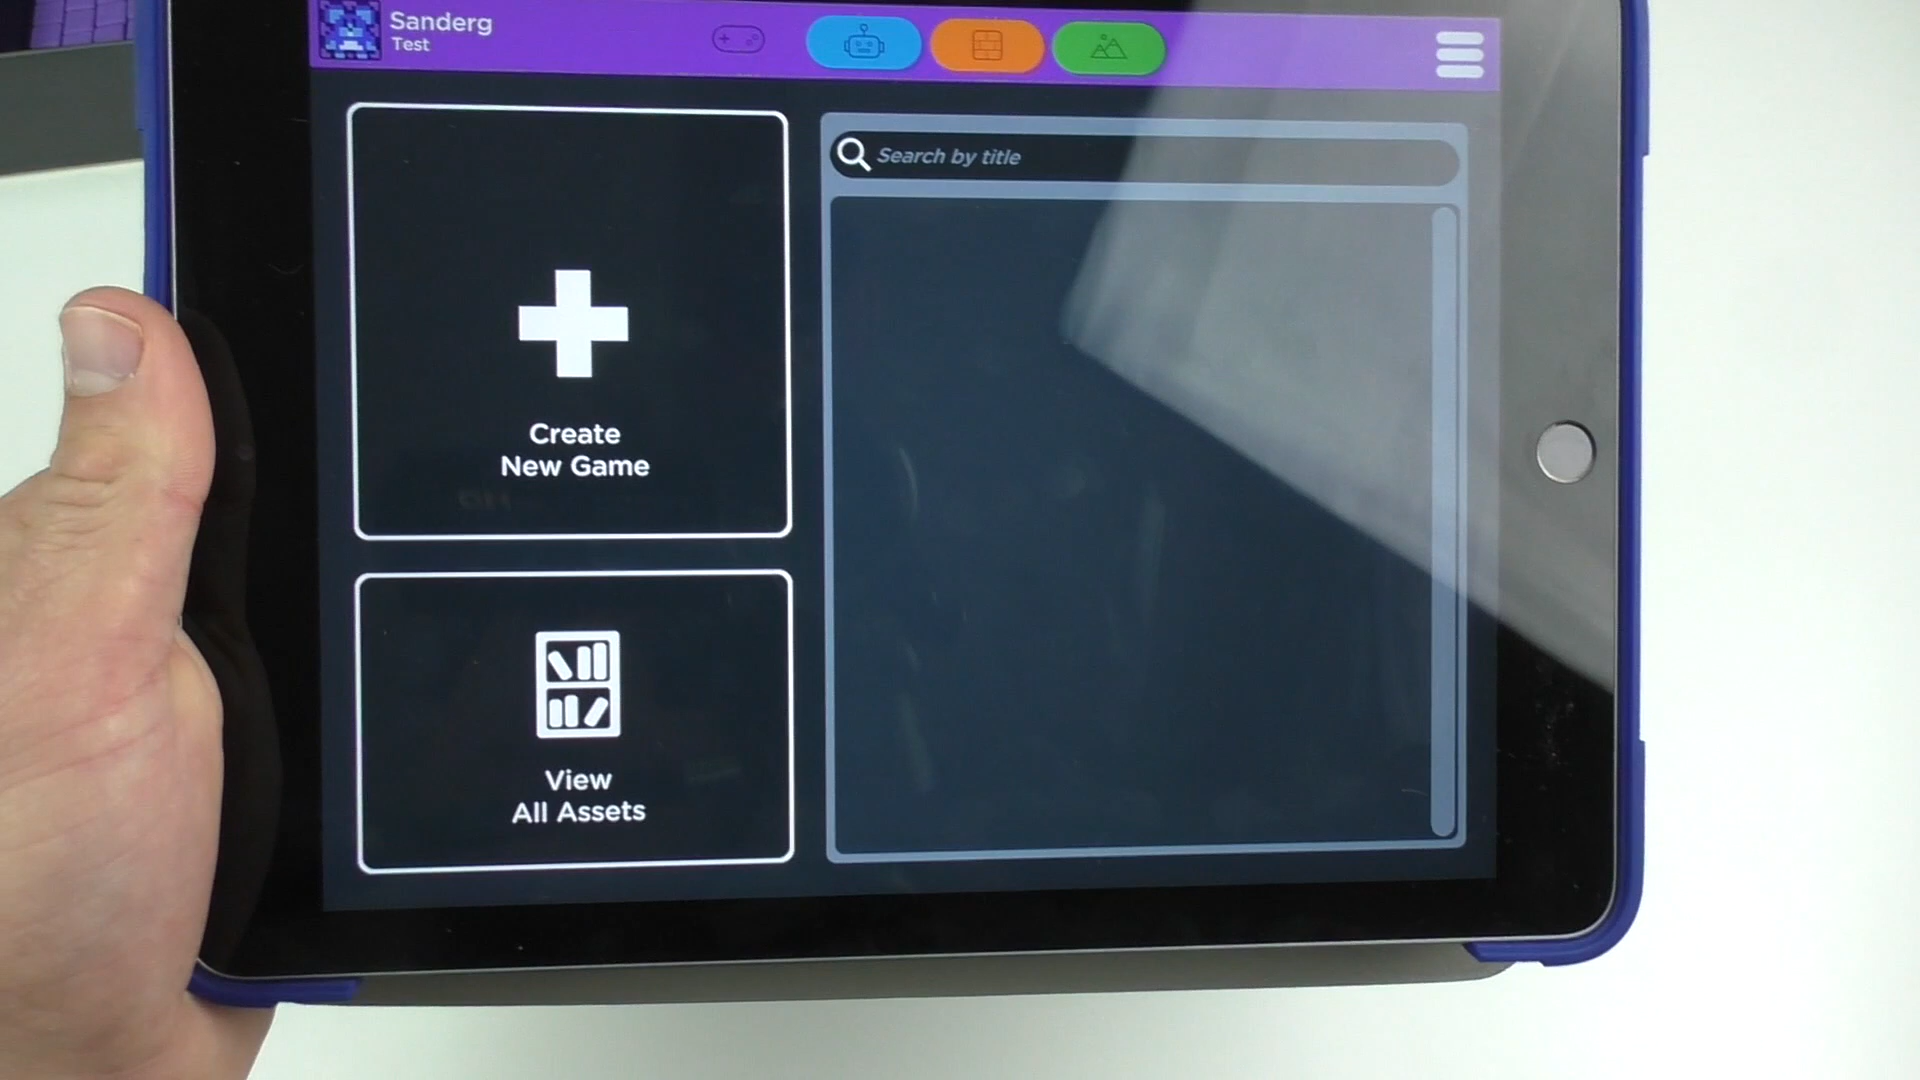 Sanderg
Test
Search by title
Create
New Game
View
All Assets